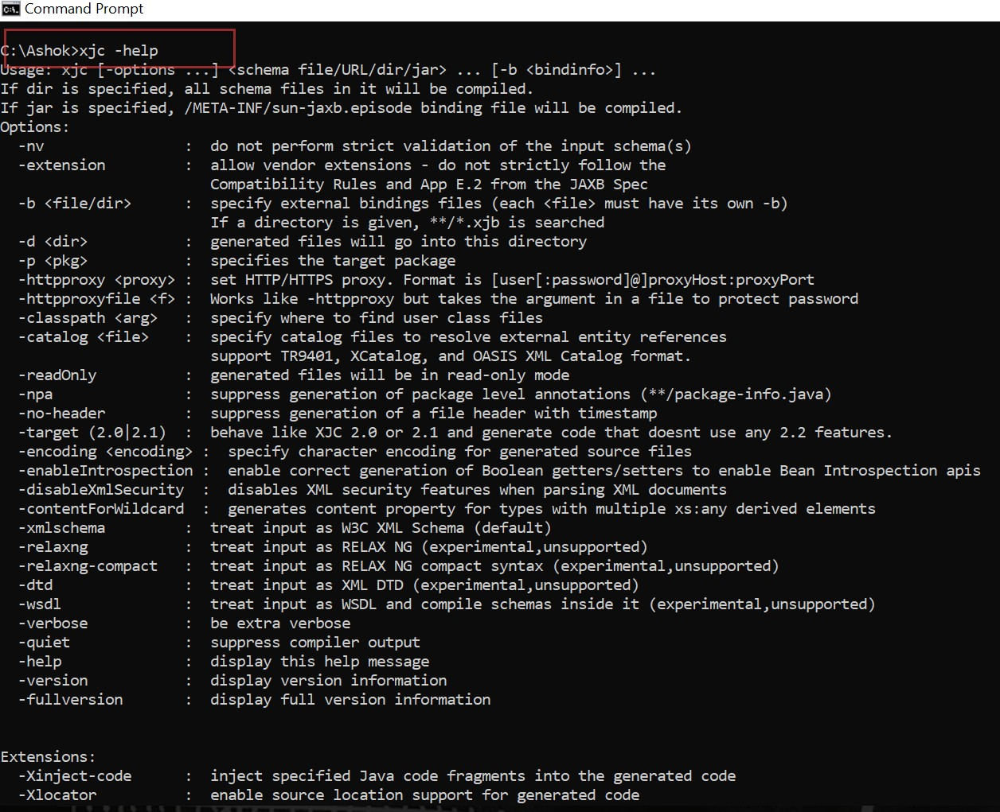 Command Prompt
C:\Ashok>xjc -help
Usage: xjc [-options ...] <schema file/URL/dir/jar> ... [-b <bindinfo>] ...
If dir is specified, all schema files in it will be compiled.
If jar is specified, /META-INF/sun-jaxb.episode binding file will be compiled.
Options:
  -nv                :  do not perform strict validation of the input schema(s)
  -extension         :  allow vendor extensions - do not strictly follow the
                        Compatibility Rules and App E.2 from the JAXB Spec
  -b <file/dir>      :  specify external bindings files (each <file> must have its own -b)
                        If a directory is given, **/*.xjb is searched
  -d <dir>           :  generated files will go into this directory
  -p <pkg>           :  specifies the target package
  -httpproxy <proxy> :  set HTTP/HTTPS proxy. Format is [user[:password]@]proxyHost:proxyPort
  -httpproxyfile <f> :  Works like -httpproxy but takes the argument in a file to protect password
  -classpath <arg>   :  specify where to find user class files
  -catalog <file>    :  specify catalog files to resolve external entity references
                        support TR9401, XCatalog, and OASIS XML Catalog format.
  -readOnly          :  generated files will be in read-only mode
  -npa               :  suppress generation of package level annotations (**/package-info.java)
  -no-header         :  suppress generation of a file header with timestamp
  -target (2.0|2.1)  :  behave like XJC 2.0 or 2.1 and generate code that doesnt use any 2.2 features.
  -encoding <encoding> :  specify character encoding for generated source files
  -enableIntrospection :  enable correct generation of Boolean getters/setters to enable Bean Introspection apis
  -disableXmlSecurity  :  disables XML security features when parsing XML documents
  -contentForWildcard  :  generates content property for types with multiple xs:any derived elements
  -xmlschema         :  treat input as W3C XML Schema (default)
  -relaxng           :  treat input as RELAX NG (experimental,unsupported)
  -relaxng-compact   :  treat input as RELAX NG compact syntax (experimental,unsupported)
  -dtd               :  treat input as XML DTD (experimental,unsupported)
  -wsdl              :  treat input as WSDL and compile schemas inside it (experimental,unsupported)
  -verbose           :  be extra verbose
  -quiet             :  suppress compiler output
  -help              :  display this help message
  -version           :  display version information
  -fullversion       :  display full version information
Extensions:
  -Xinject-code      :  inject specified Java code fragments into the generated code
  -Xlocator          :  enable source location support for generated code